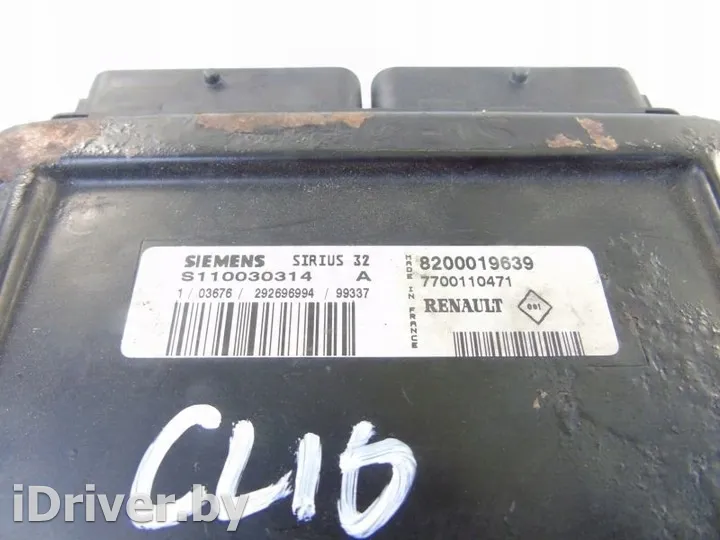 SIEMENS SIRIUS 32
S110030314 A
1 / 03676 / 292696994 / 99337
MADE IN FRANCE
8200019639
7700110471
RENAULT
CLIO
iDriver.by